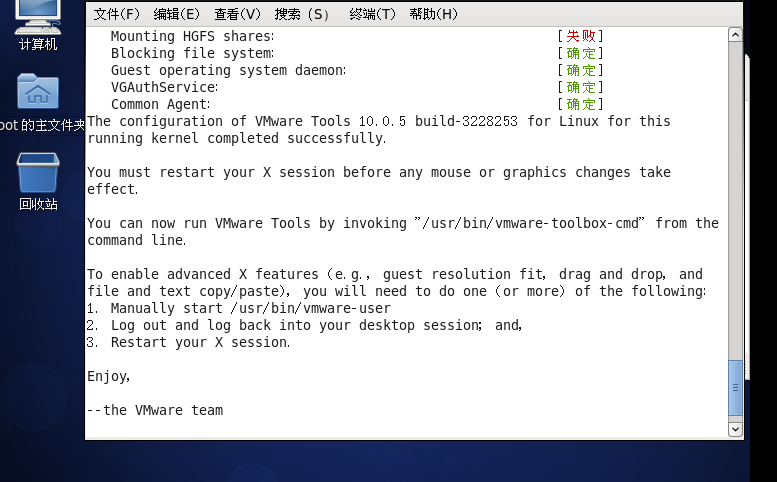 文件(F) 编辑(E) 查看(V) 搜索(S) 终端(T) 帮助(H)
计算机
oot 的主文件夹
回收站
Mounting HGFS shares: [失败]
Blocking file system: [确定]
Guest operating system daemon: [确定]
VGAuthService: [确定]
Common Agent: [确定]
The configuration of VMware Tools 10.0.5 build-3228253 for Linux for this
running kernel completed successfully.
You must restart your X session before any mouse or graphics changes take
effect.
You can now run VMware Tools by invoking "/usr/bin/vmware-toolbox-cmd" from the
command line.
To enable advanced X features (e.g., guest resolution fit, drag and drop, and
file and text copy/paste), you will need to do one (or more) of the following:
1. Manually start /usr/bin/vmware-user
2. Log out and log back into your desktop session; and,
3. Restart your X session.
Enjoy,
--the VMware team